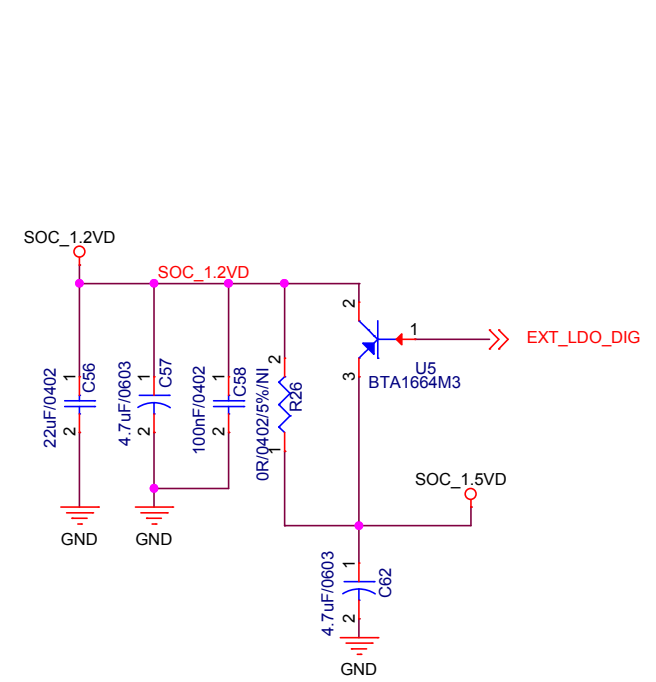 SOC_1.2VD
SOC_1.2VD
2
1
EXT_LDO_DIG
U5
BTA1664M3
3
1
C56
22uF/0402
2
1
C57
4.7uF/0603
2
1
C58
100nF/0402
2
2
R26
0R/0402/5%/NI
1
SOC_1.5VD
GND
GND
1
C62
4.7uF/0603
2
GND